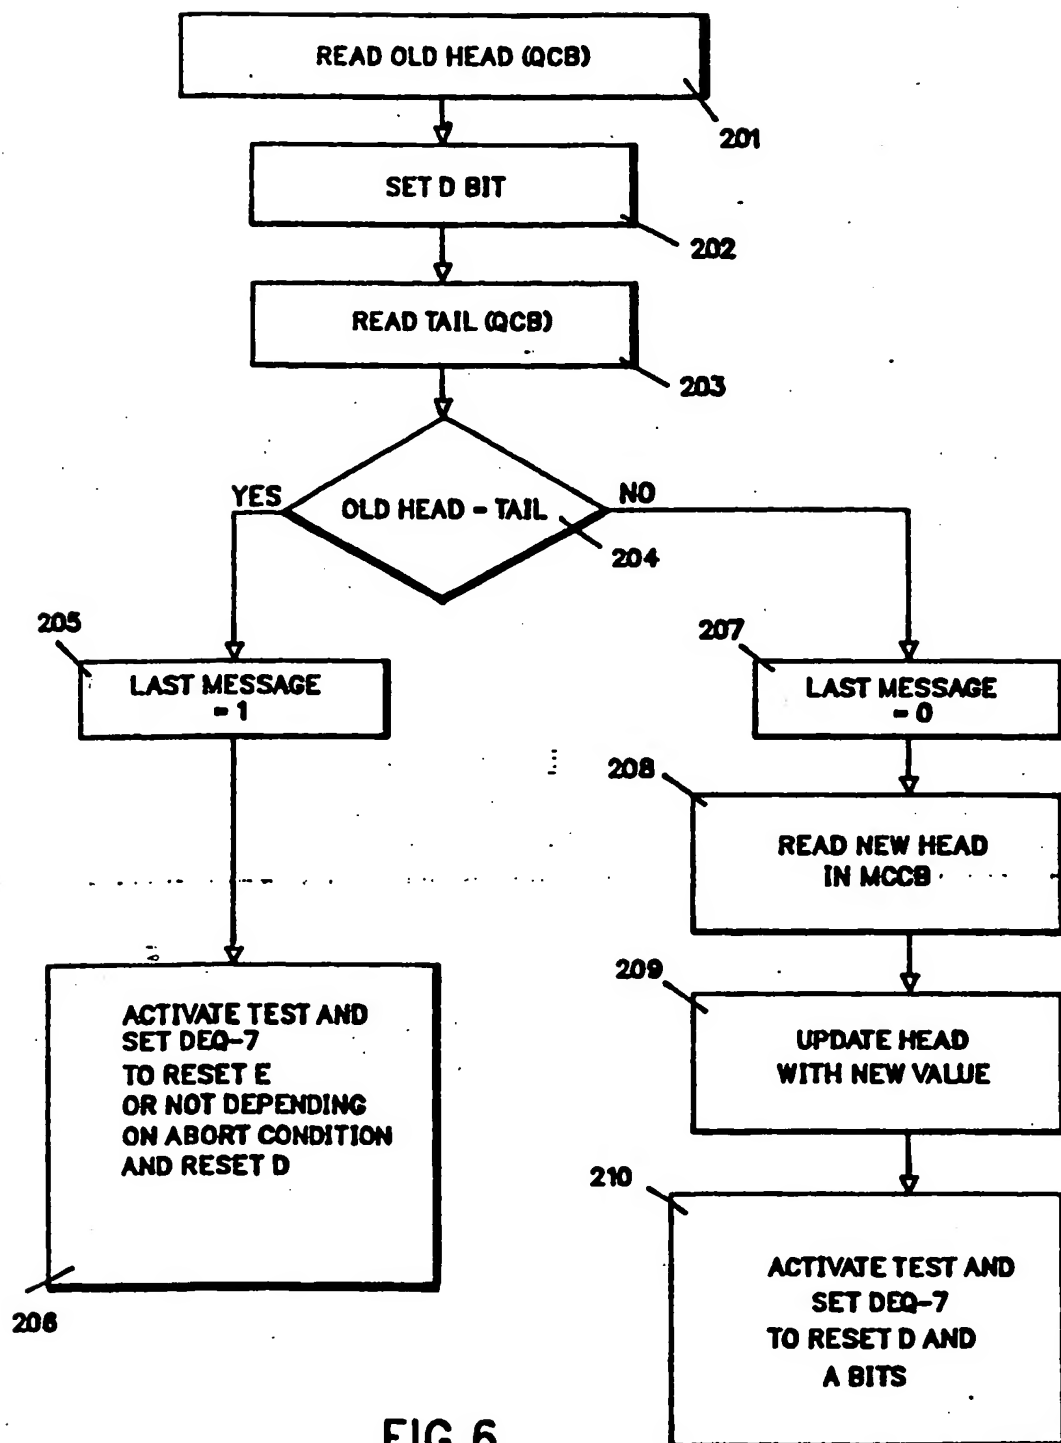 READ OLD HEAD (QCB)
201
SET D BIT
202
READ TAIL (QCB)
203
YES
OLD HEAD = TAIL
NO
204
205
LAST MESSAGE
= 1
207
LAST MESSAGE
= 0
208
READ NEW HEAD
IN MCCB
209
UPDATE HEAD
WITH NEW VALUE
ACTIVATE TEST AND
SET DEQ-7
TO RESET E
OR NOT DEPENDING
ON ABORT CONDITION
AND RESET D
206
210
ACTIVATE TEST AND
SET DEQ-7
TO RESET D AND
A BITS
FIG. 6